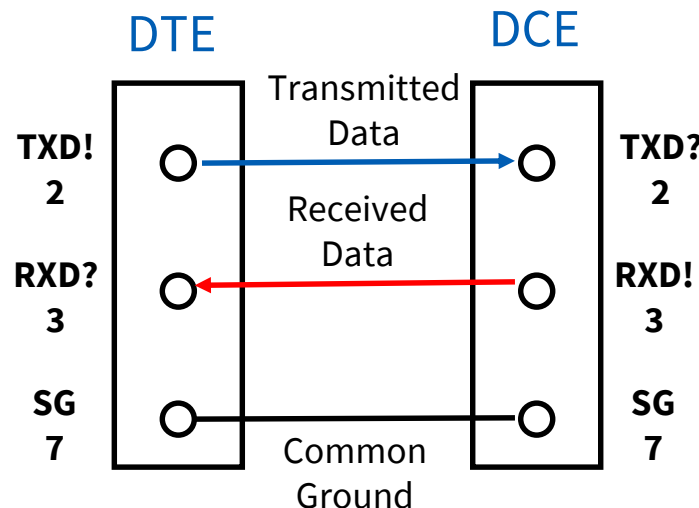 DTE
DCE
Transmitted
Data
TXD!
2
TXD?
2
Received
Data
RXD?
3
RXD!
3
SG
7
SG
7
Common
Ground